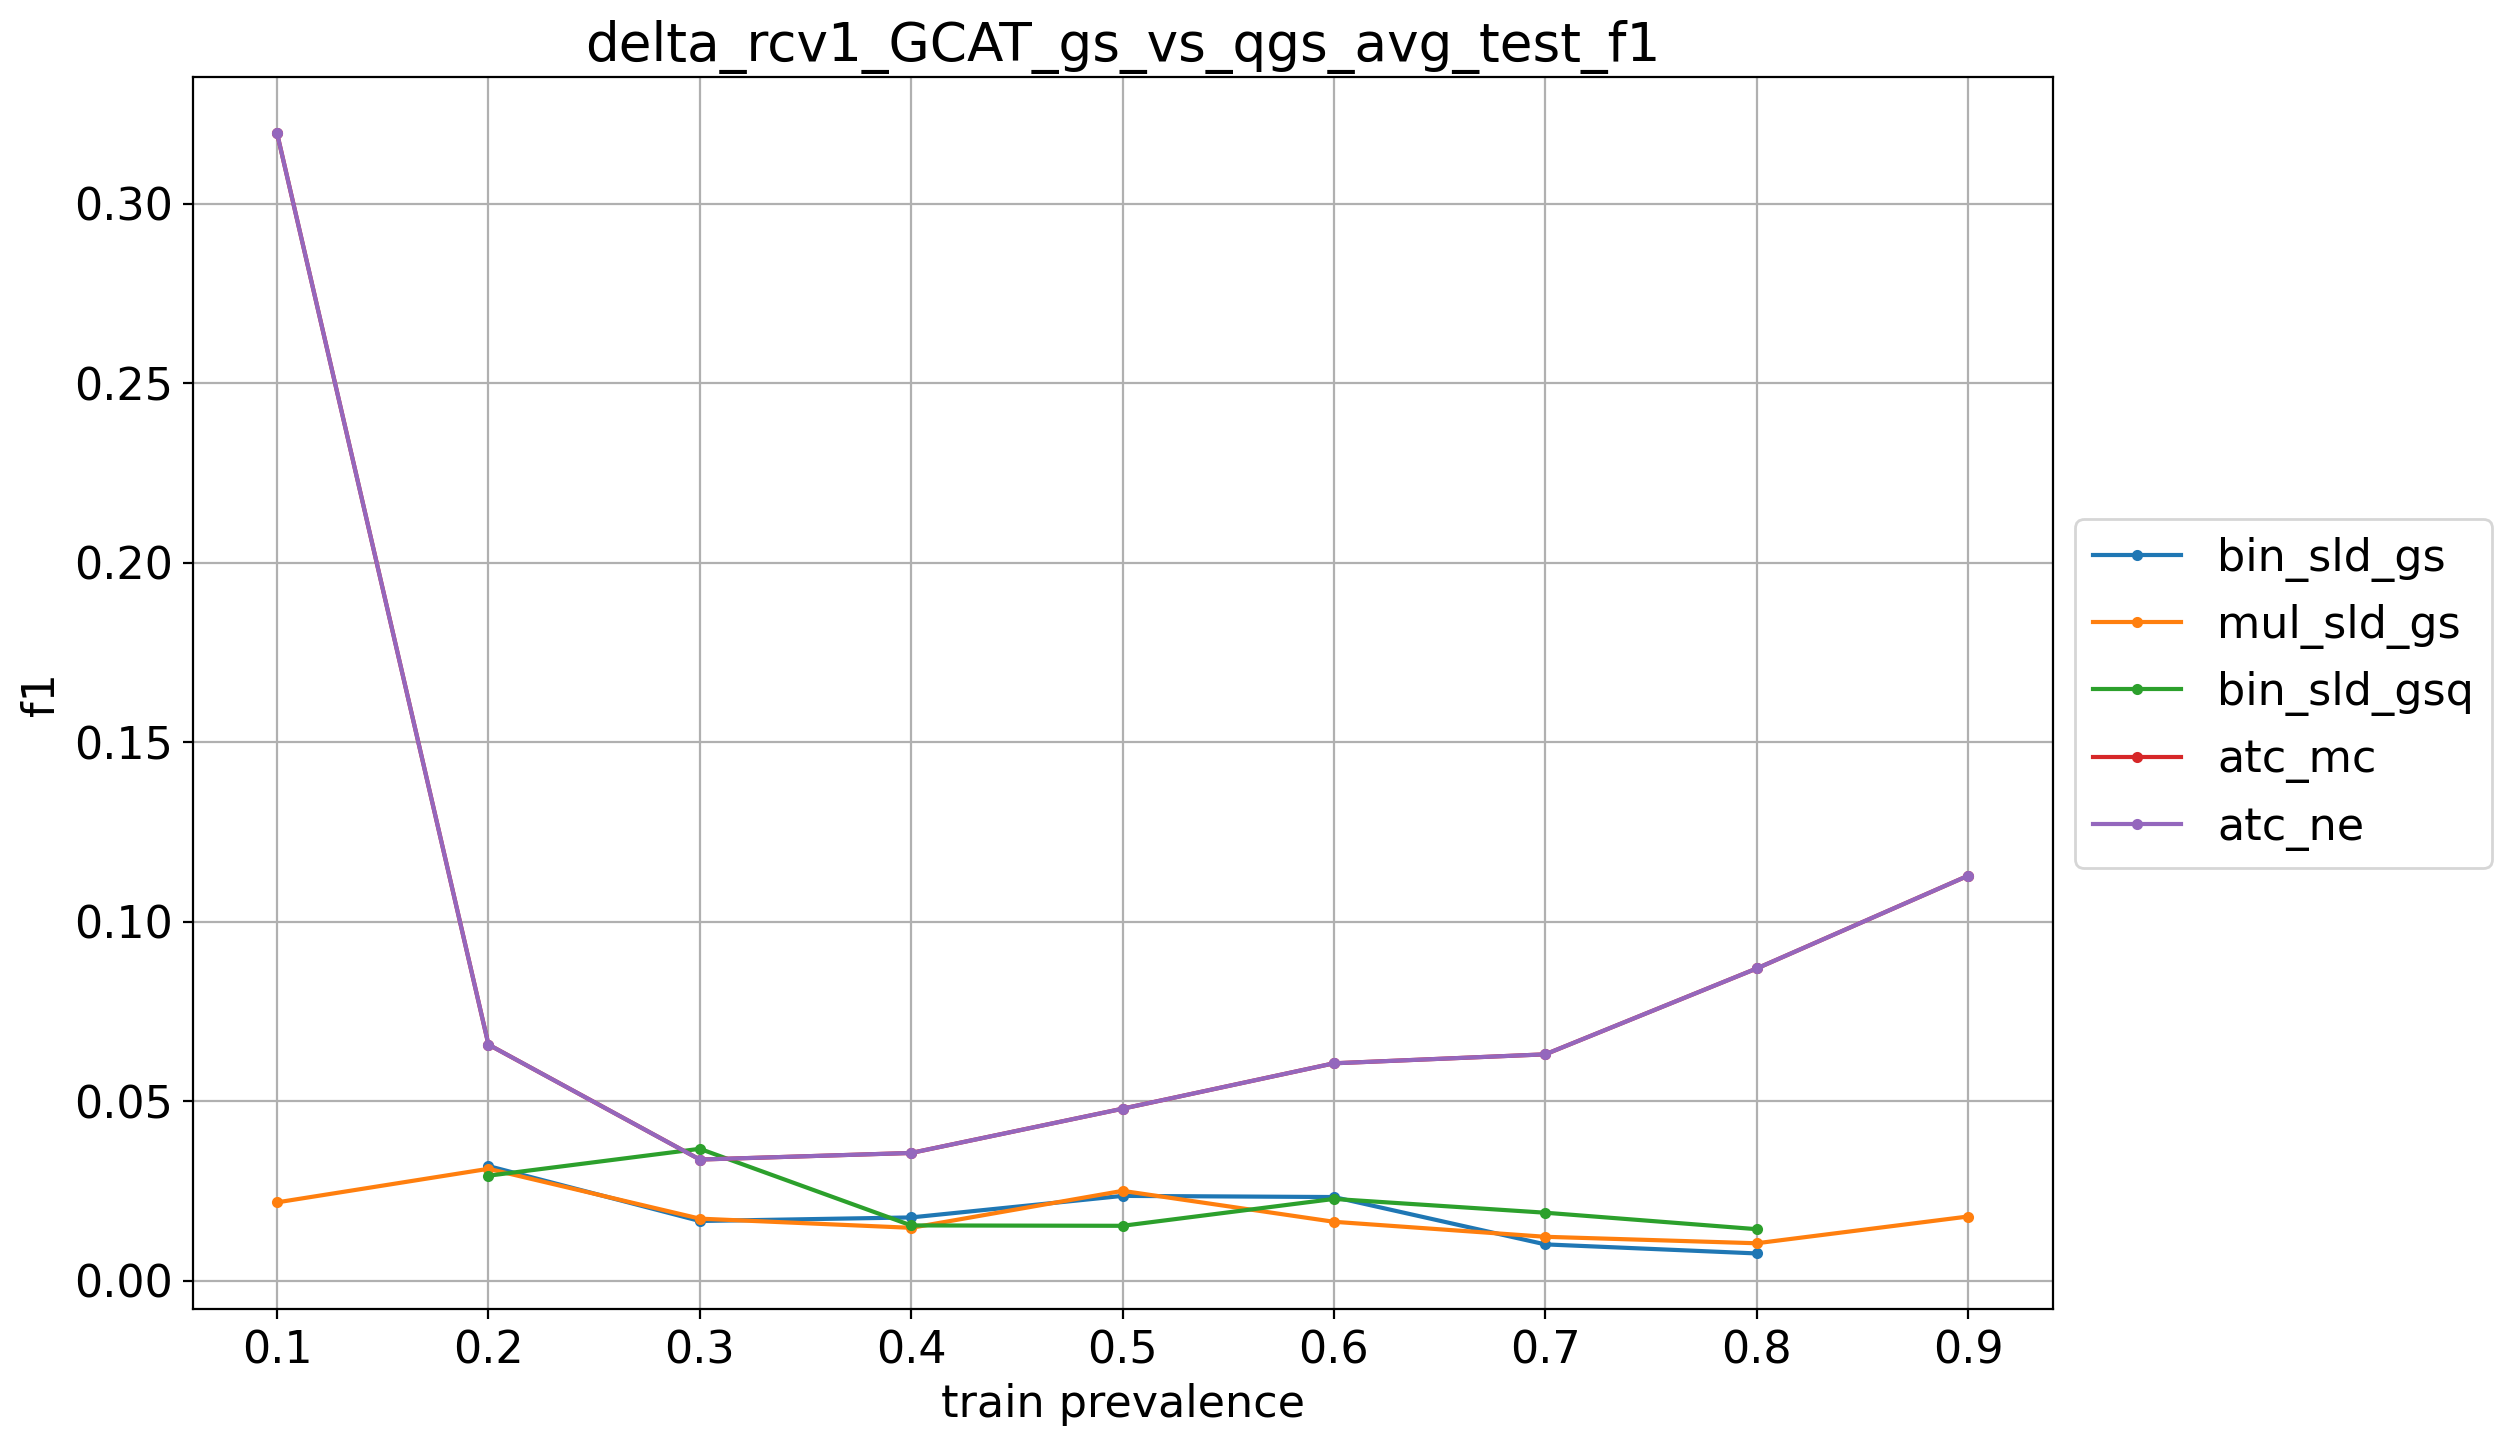 delta_rcv1_GCAT_gs_vs_qgs_avg_test_f1
f1
0.30
0.25
0.20
0.15
0.10
0.05
0.00
0.1 0.2 0.3 0.4 0.5 0.6 0.7 0.8 0.9
train prevalence
bin_sld_gs
mul_sld_gs
bin_sld_gsq
atc_mc
atc_ne